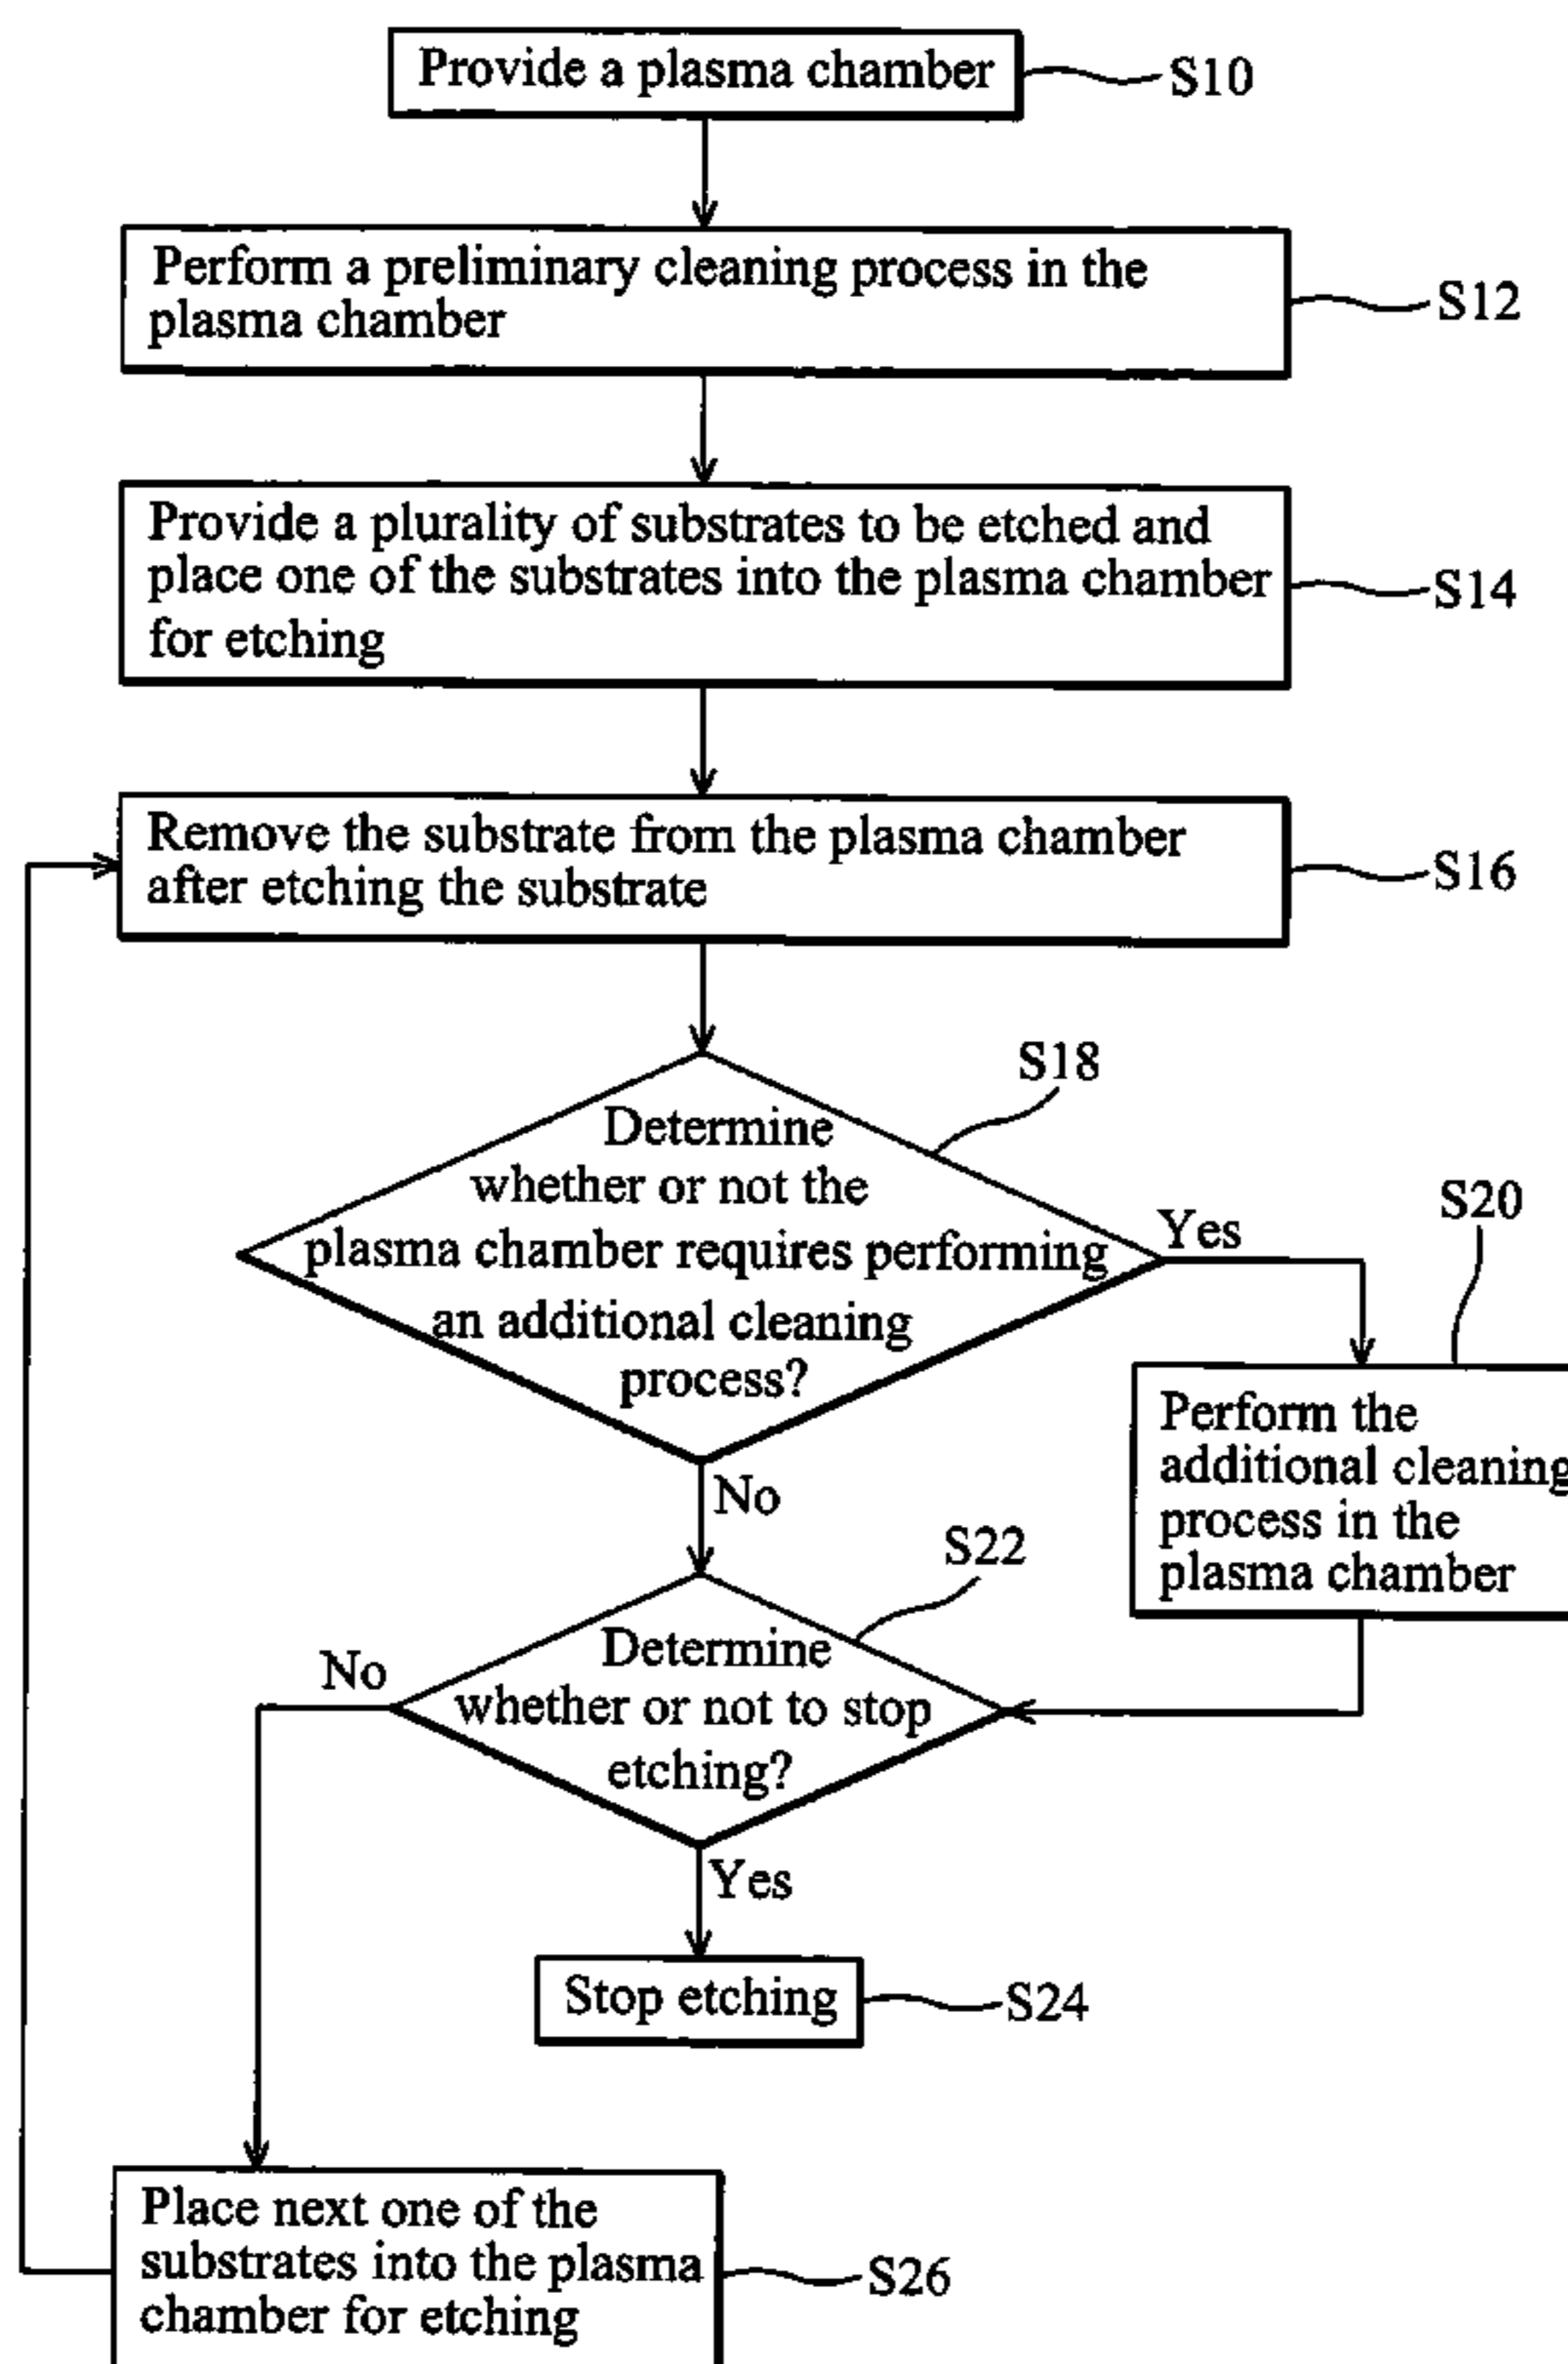 Provide a plasma chamber
S10
Perform a preliminary cleaning process in the
plasma chamber
S12
Provide a plurality of substrates to be etched and
place one of the substrates into the plasma chamber
for etching
S14
Remove the substrate from the plasma chamber
after etching the substrate
S16
S18
Determine
whether or not the
plasma chamber requires performing
an additional cleaning
process?
Yes
S20
Perform the
additional cleaning
process in the
plasma chamber
No
S22
Determine
whether or not to stop
etching?
No
Yes
Stop etching
S24
Place next one of the
substrates into the plasma
chamber for etching
S26